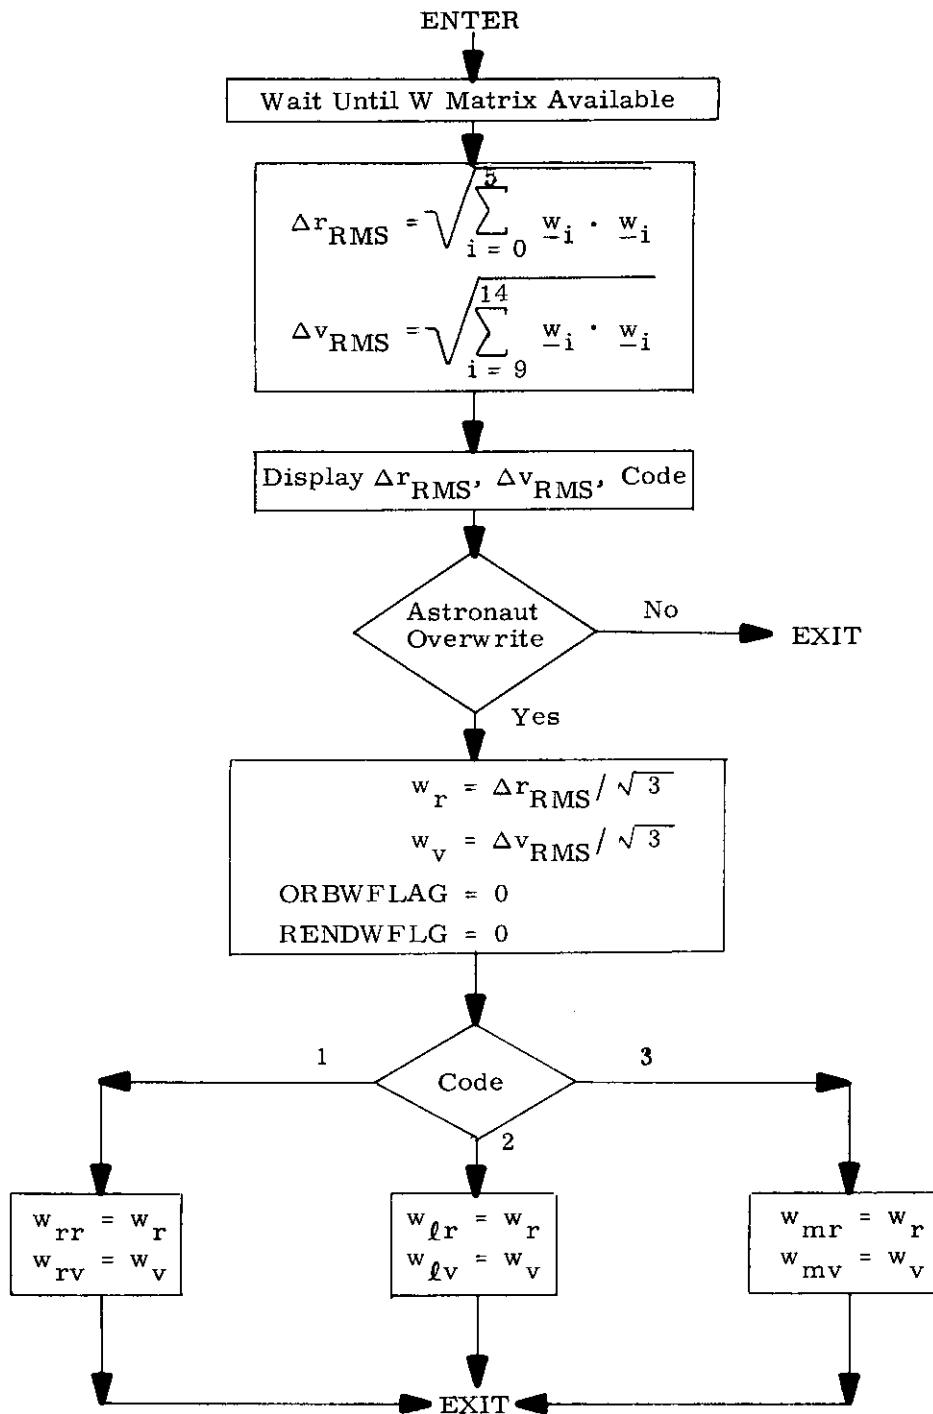 ENTER
Wait Until W Matrix Available
Δr_RMS = √ ∑_{i = 0}^{5} w_i · w_i
Δv_RMS = √ ∑_{i = 9}^{14} w_i · w_i
Display Δr_RMS, Δv_RMS, Code
Astronaut
Overwrite
No
EXIT
Yes
w_r = Δr_RMS / √3
w_v = Δv_RMS / √3
ORBWFLAG = 0
RENDWFLG = 0
1
Code
3
2
w_rr = w_r
w_rv = w_v
w_ℓr = w_r
w_ℓv = w_v
w_mr = w_r
w_mv = w_v
EXIT